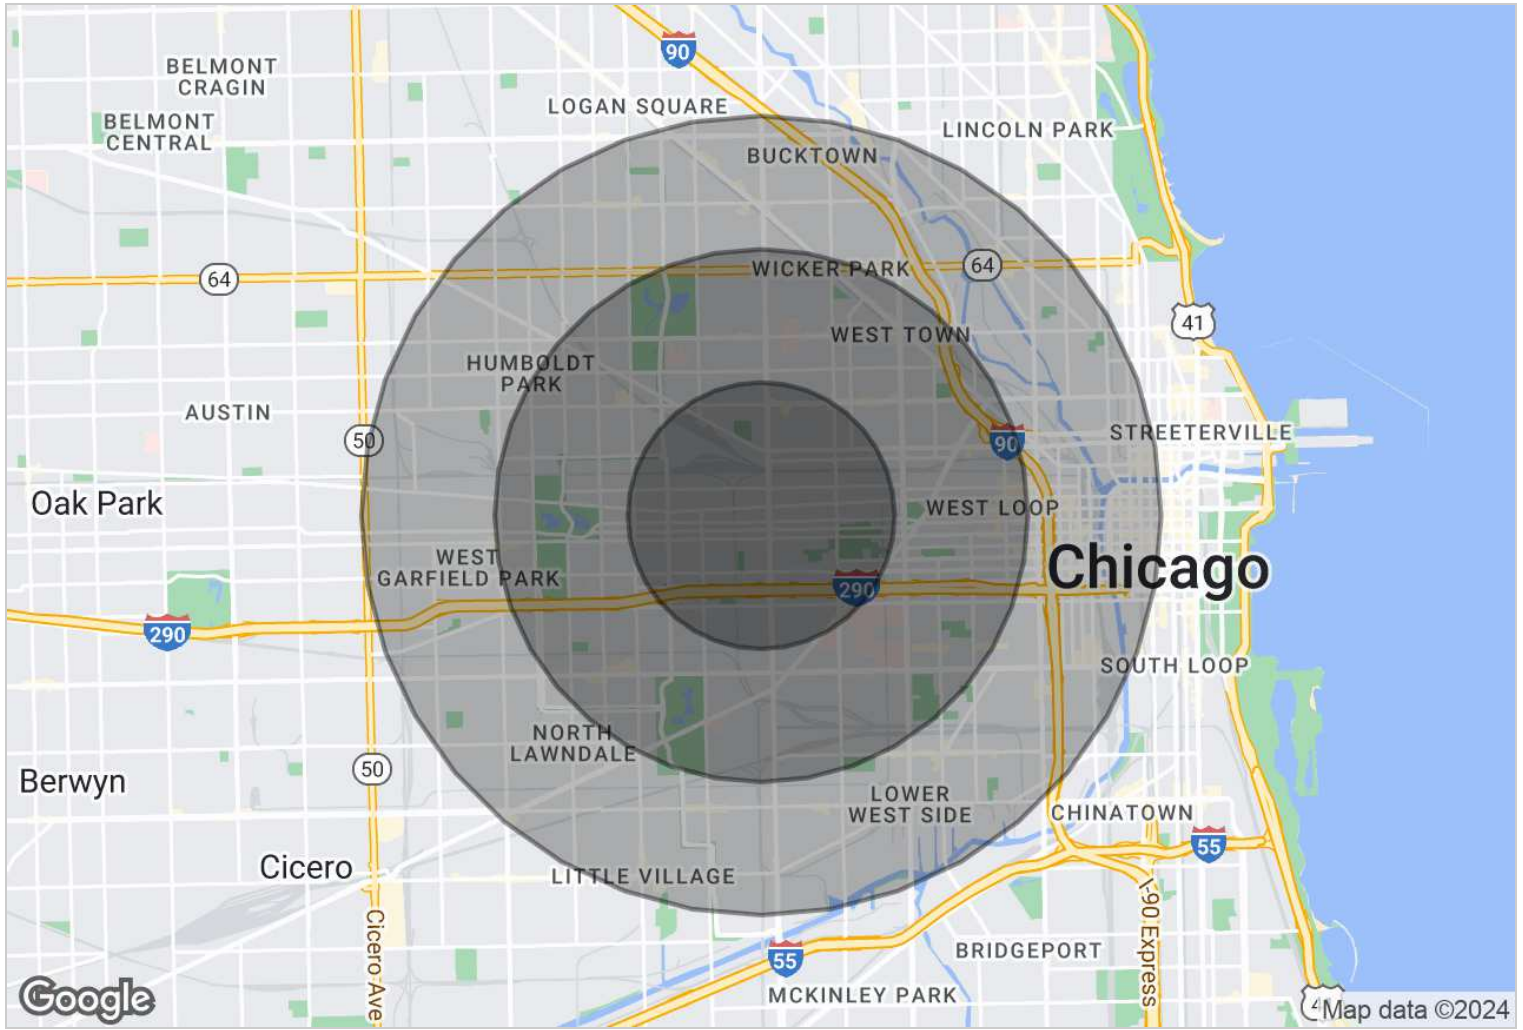 90
BELMONT
CRAGIN
LOGAN SQUARE
BELMONT
CENTRAL
LINCOLN PARK
BUCKTOWN
WICKER PARK
64
64
41
WEST TOWN
HUMBOLDT
PARK
AUSTIN
50
90
STREETERVILLE
Oak Park
WEST LOOP
WEST
GARFIELD PARK
Chicago
290
290
SOUTH LOOP
NORTH
LAWNDALE
50
Berwyn
LOWER
WEST SIDE
CHINATOWN
55
Cicero
LITTLE VILLAGE
I-90 Express
Cicero Ave
BRIDGEPORT
55
MCKINLEY PARK
Google
Map data ©2024